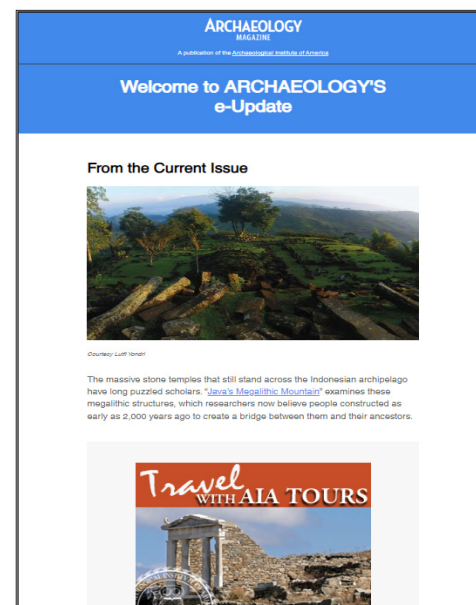 ARCHAEOLOGY
MAGAZINE
A publication of the Archaeological Institute of America
Welcome to ARCHAEOLOGY'S
e-Update
From the Current Issue
Courtesy Lutfi Yondri
The massive stone temples that still stand across the Indonesian archipelago
have long puzzled scholars. "Java's Megalithic Mountain" examines these
megalithic structures, which researchers now believe people constructed as
early as 2,000 years ago to create a bridge between them and their ancestors.
Travel
WITH AIA TOURS